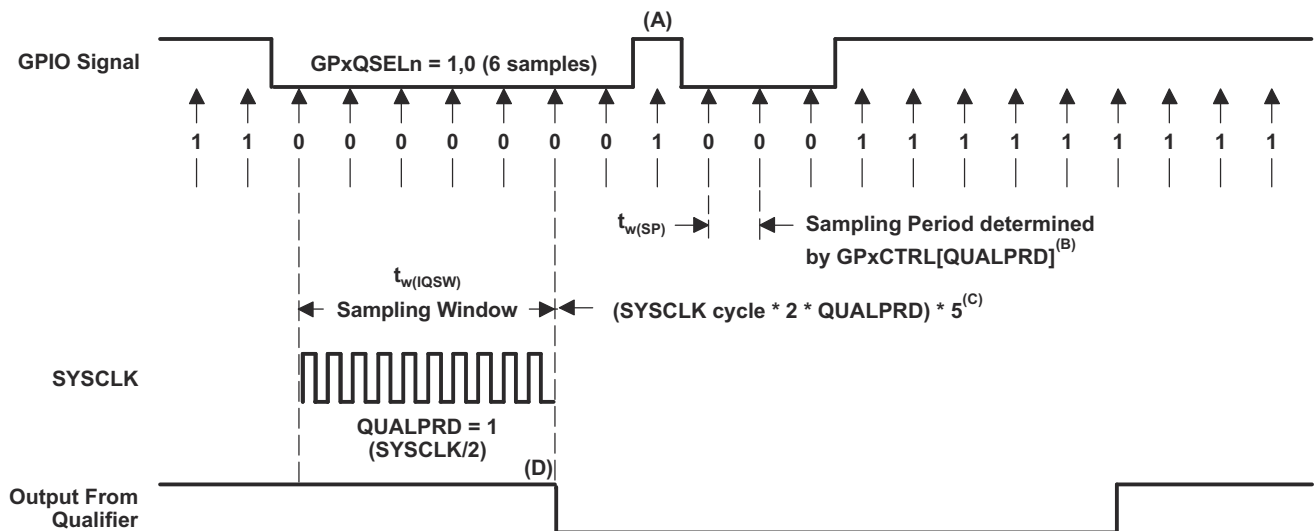 (A)
GPIO Signal
GPxQSELn = 1,0 (6 samples)
1 1 0 0 0 0 0 0 0 1 0 0 0 1 1 1 1 1 1 1 1 1
tw(SP)
Sampling Period determined
by GPxCTRL[QUALPRD](B)
tw(IQSW)
Sampling Window
(SYSCLK cycle * 2 * QUALPRD) * 5(C)
SYSCLK
QUALPRD = 1
(SYSCLK/2)
(D)
Output From
Qualifier